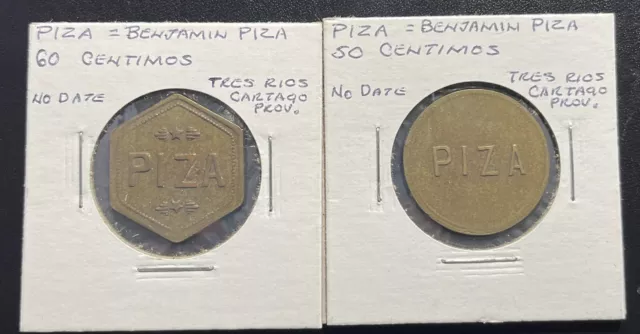 PIZA = BENJAMIN PIZA
60 CENTIMOS
NO DATE
TRES RIOS
CARTAGO
PROV.
PIZA
PIZA = BENJAMIN PIZA
50 CENTIMOS
NO DATE
TRES RIOS
CARTAGO
PROV.
PIZA